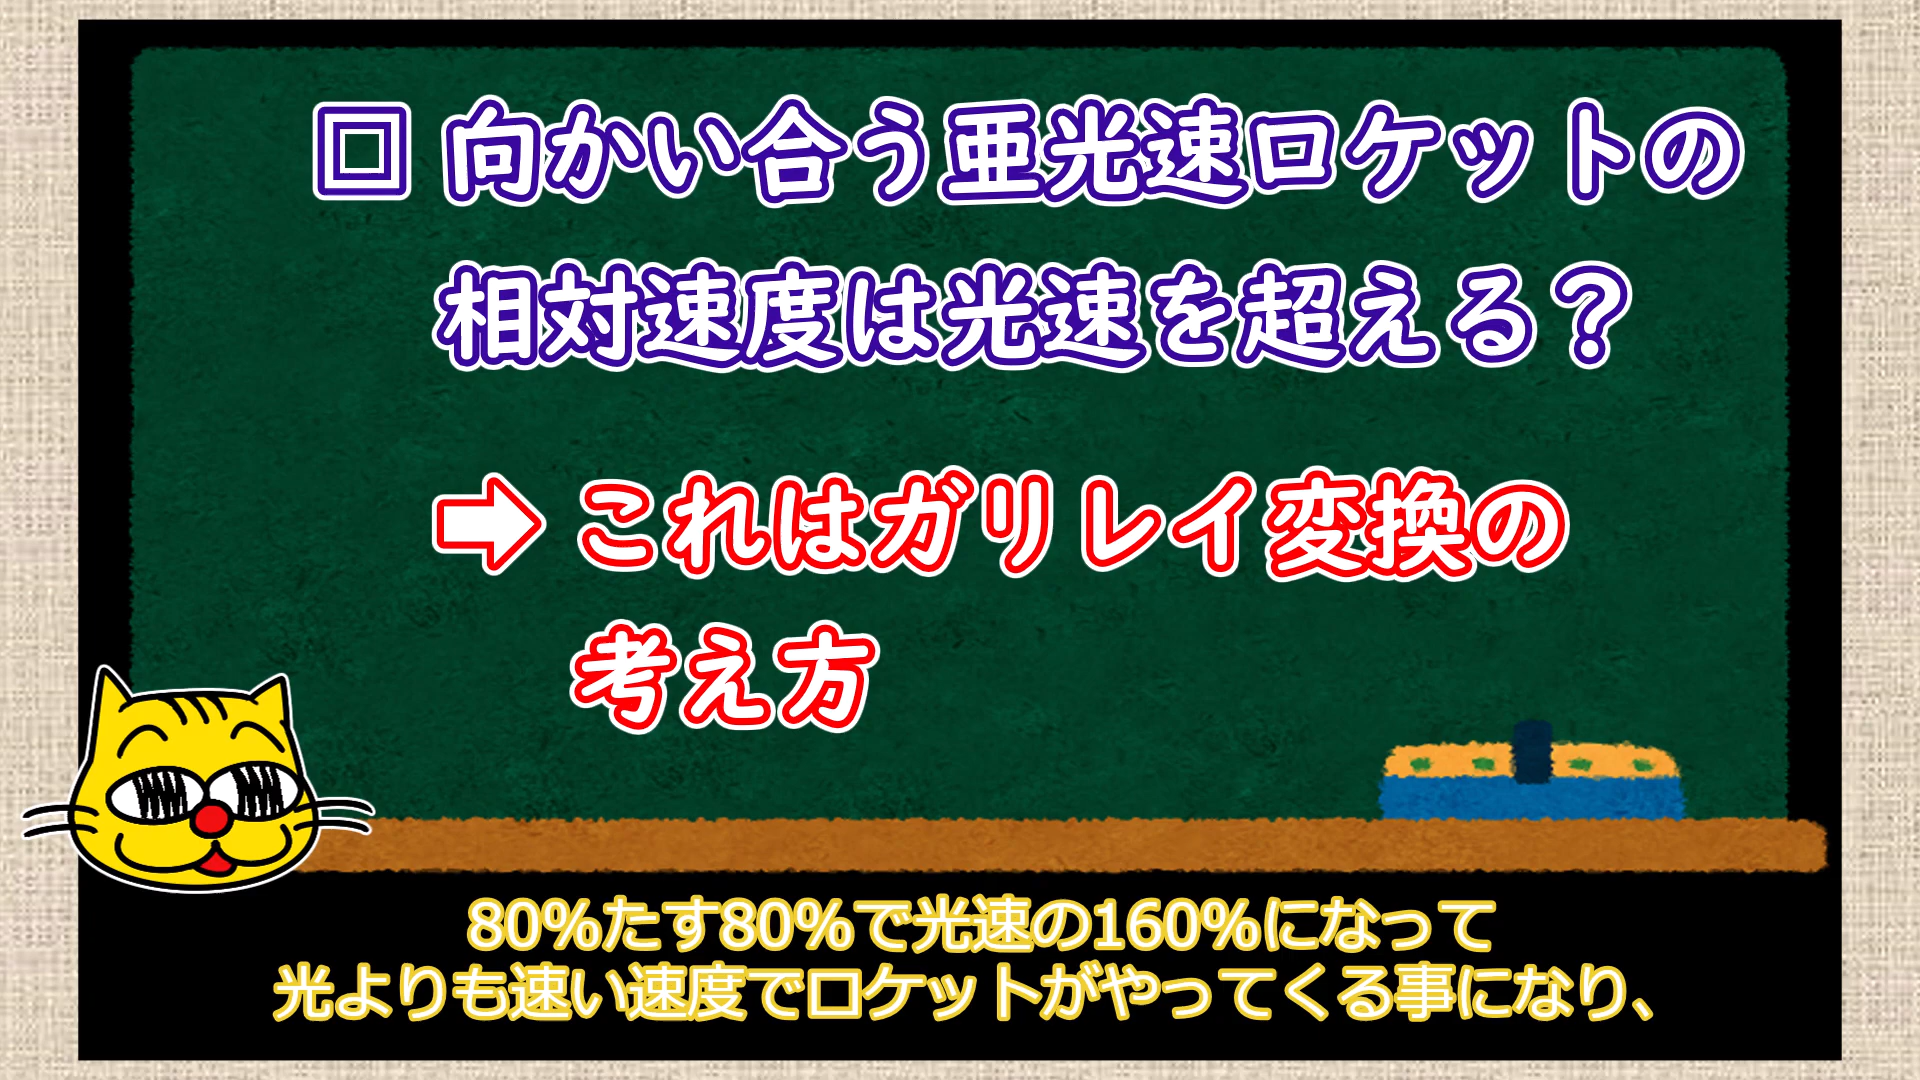 回 向かい合う亜光速ロケットの
相対速度は光速を超える？
➡ これはガリレイ変換の
考え方
80%たす80%で光速の160%になって
光よりも速い速度でロケットがやってくる事になり、